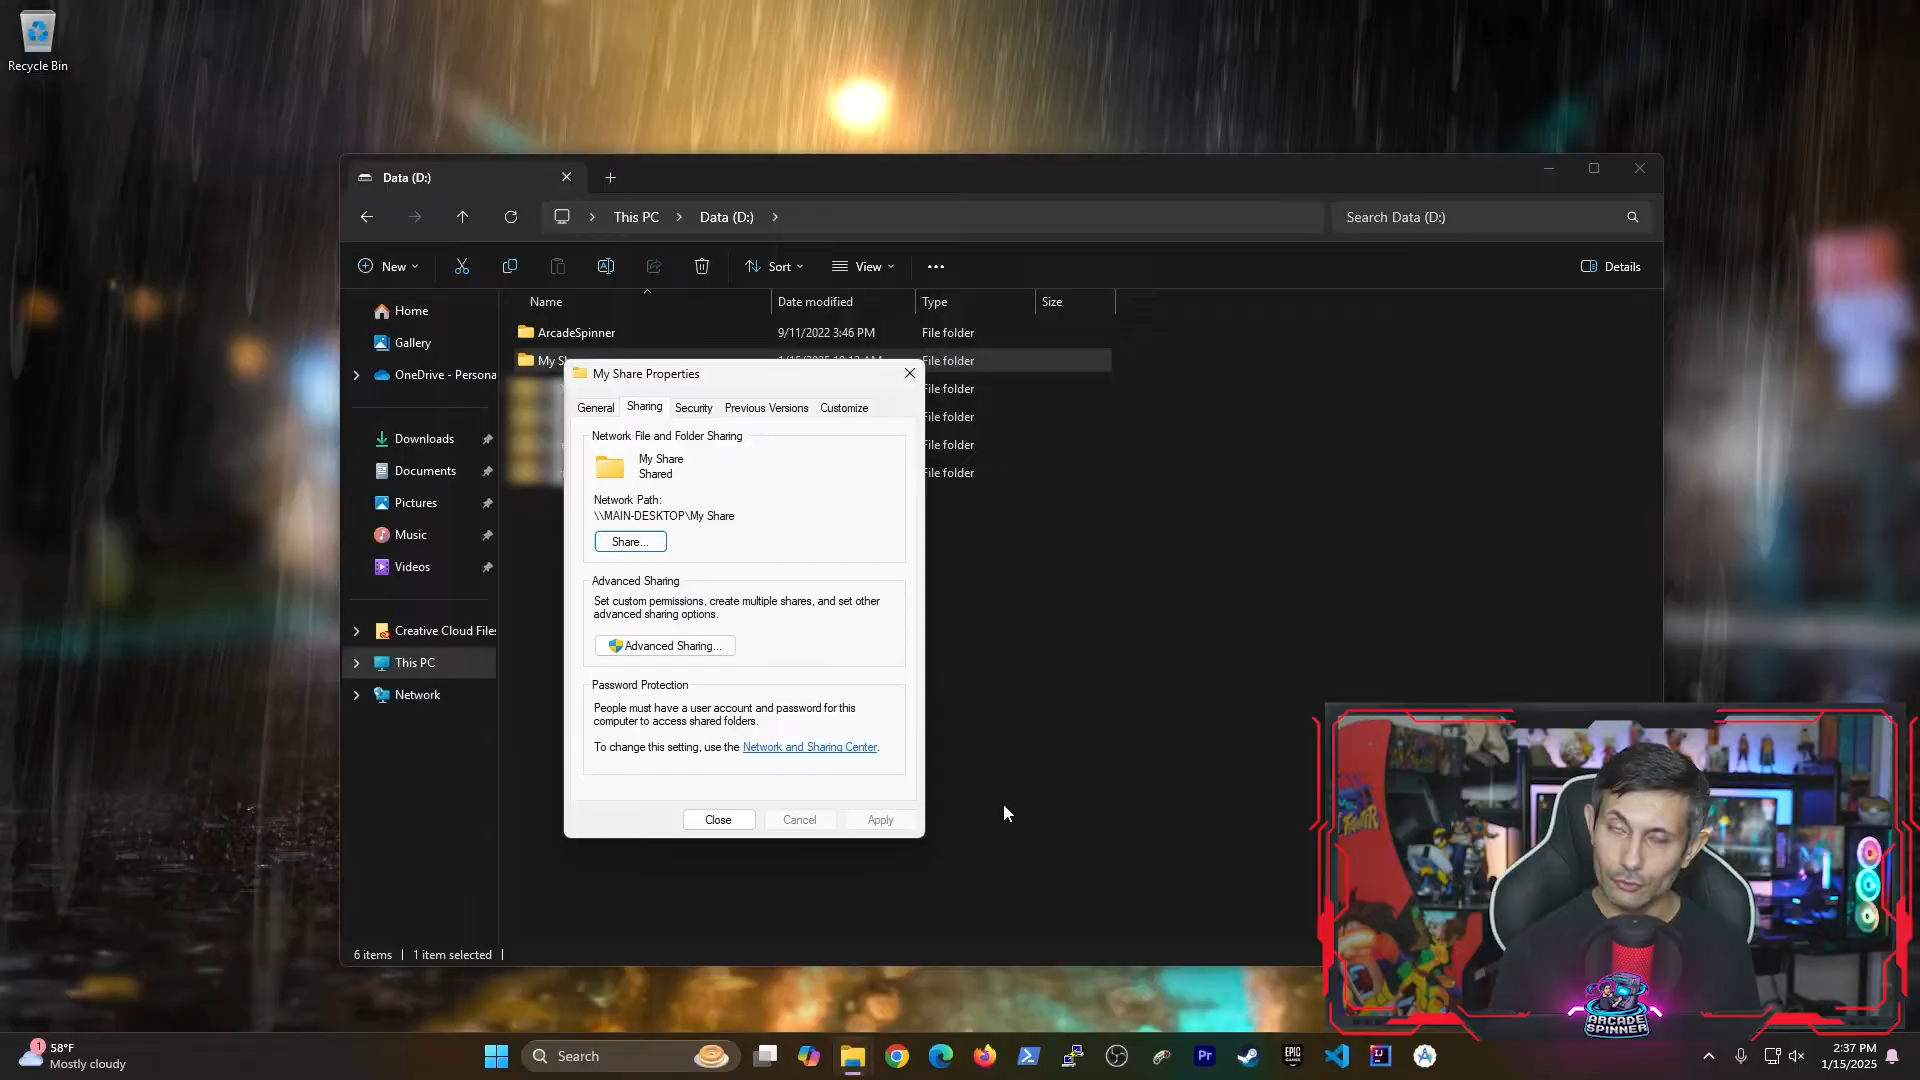 Recycle Bin
Data (D:)
This PC
Data (D:)
Search Data (D:)
New
Sort
View
Details
Name
Date modified
Type
Size
Home
Gallery
OneDrive - Persona
Downloads
Documents
Pictures
Music
Videos
Creative Cloud Files
This PC
Network
ArcadeSpinner
9/11/2022 3:46 PM
File folder
My S
File folder
File folder
File folder
File folder
File folder
My Share Properties
General
Sharing
Security
Previous Versions
Customize
Network File and Folder Sharing
My Share
Shared
Network Path:
\\MAIN-DESKTOP\My Share
Share...
Advanced Sharing
Set custom permissions, create multiple shares, and set other
advanced sharing options.
Advanced Sharing...
Password Protection
People must have a user account and password for this
computer to access shared folders.
To change this setting, use the Network and Sharing Center.
Close
Cancel
Apply
6 items
1 item selected
ARCADE
SPINNER
1
58°F
Mostly cloudy
Search
Pr
EPIC
GAMES
IJ
2:37 PM
1/15/2025